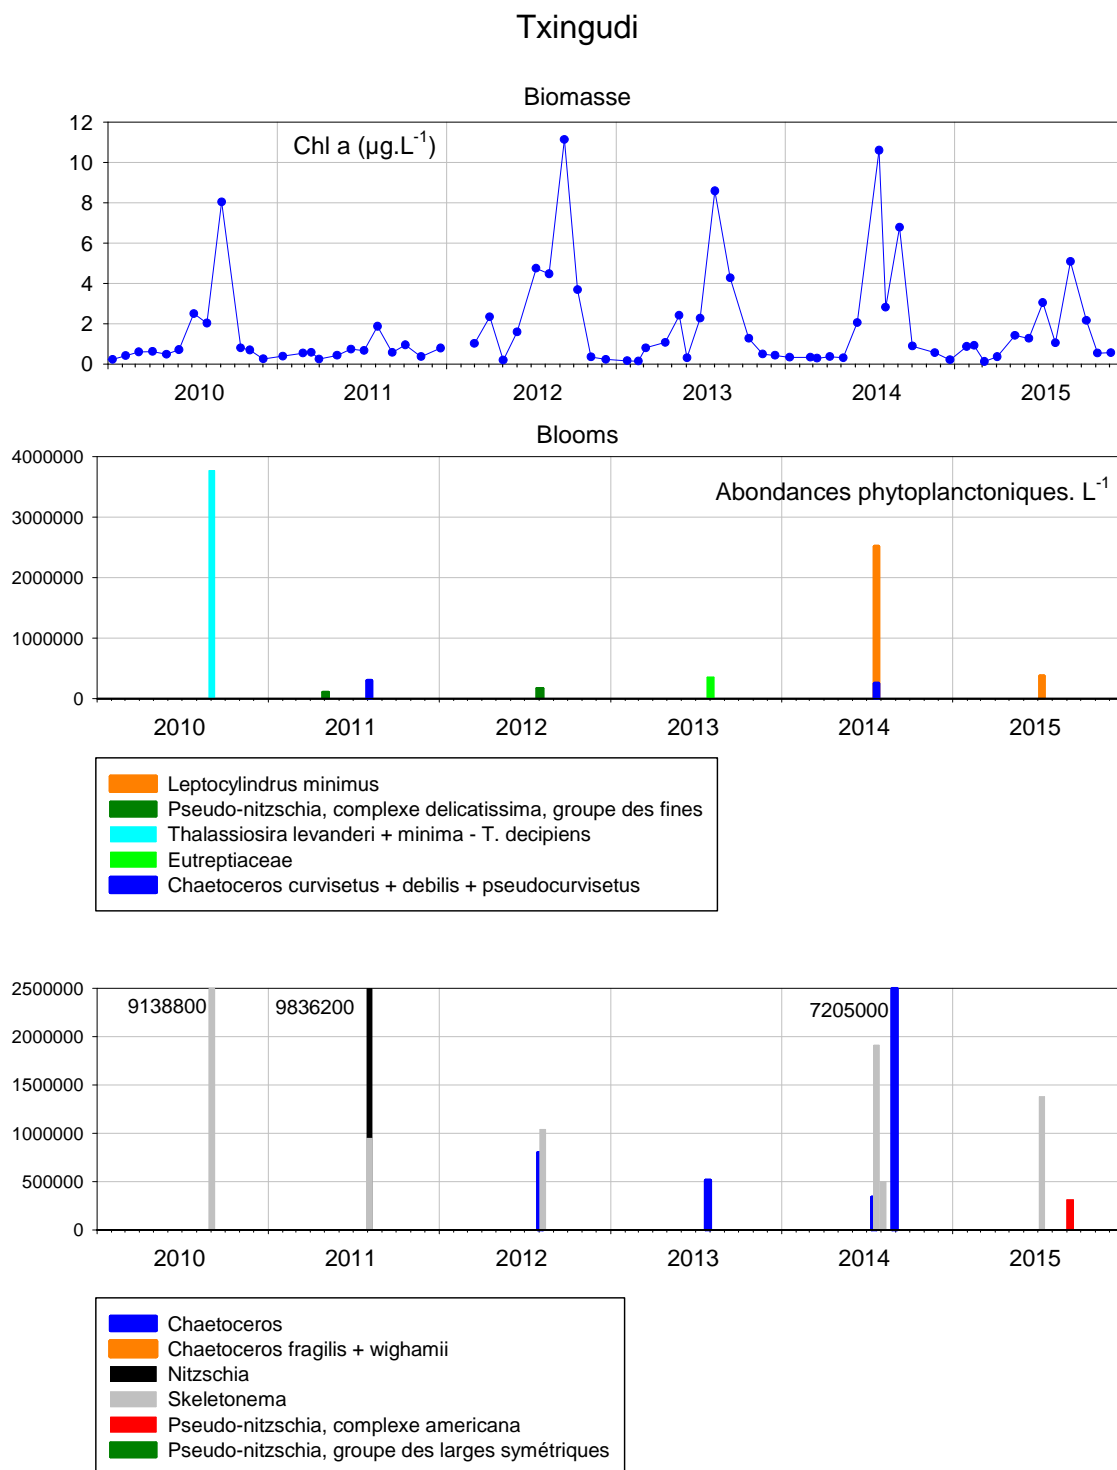 Txingudi
Biomasse
Chl a (µg.L-1)
12
10
8
6
4
2
0
2010 2011 2012 2013 2014 2015
Blooms
Abondances phytoplanctoniques. L-1
4000000
3000000
2000000
1000000
0
2010 2011 2012 2013 2014 2015
Leptocylindrus minimus
Pseudo-nitzschia, complexe delicatissima, groupe des fines
Thalassiosira levanderi + minima - T. decipiens
Eutreptiaceae
Chaetoceros curvisetus + debilis + pseudocurvisetus
2500000
9138800 9836200 7205000
2000000
1500000
1000000
500000
0
2010 2011 2012 2013 2014 2015
Chaetoceros
Chaetoceros fragilis + wighamii
Nitzschia
Skeletonema
Pseudo-nitzschia, complexe americana
Pseudo-nitzschia, groupe des larges symétriques